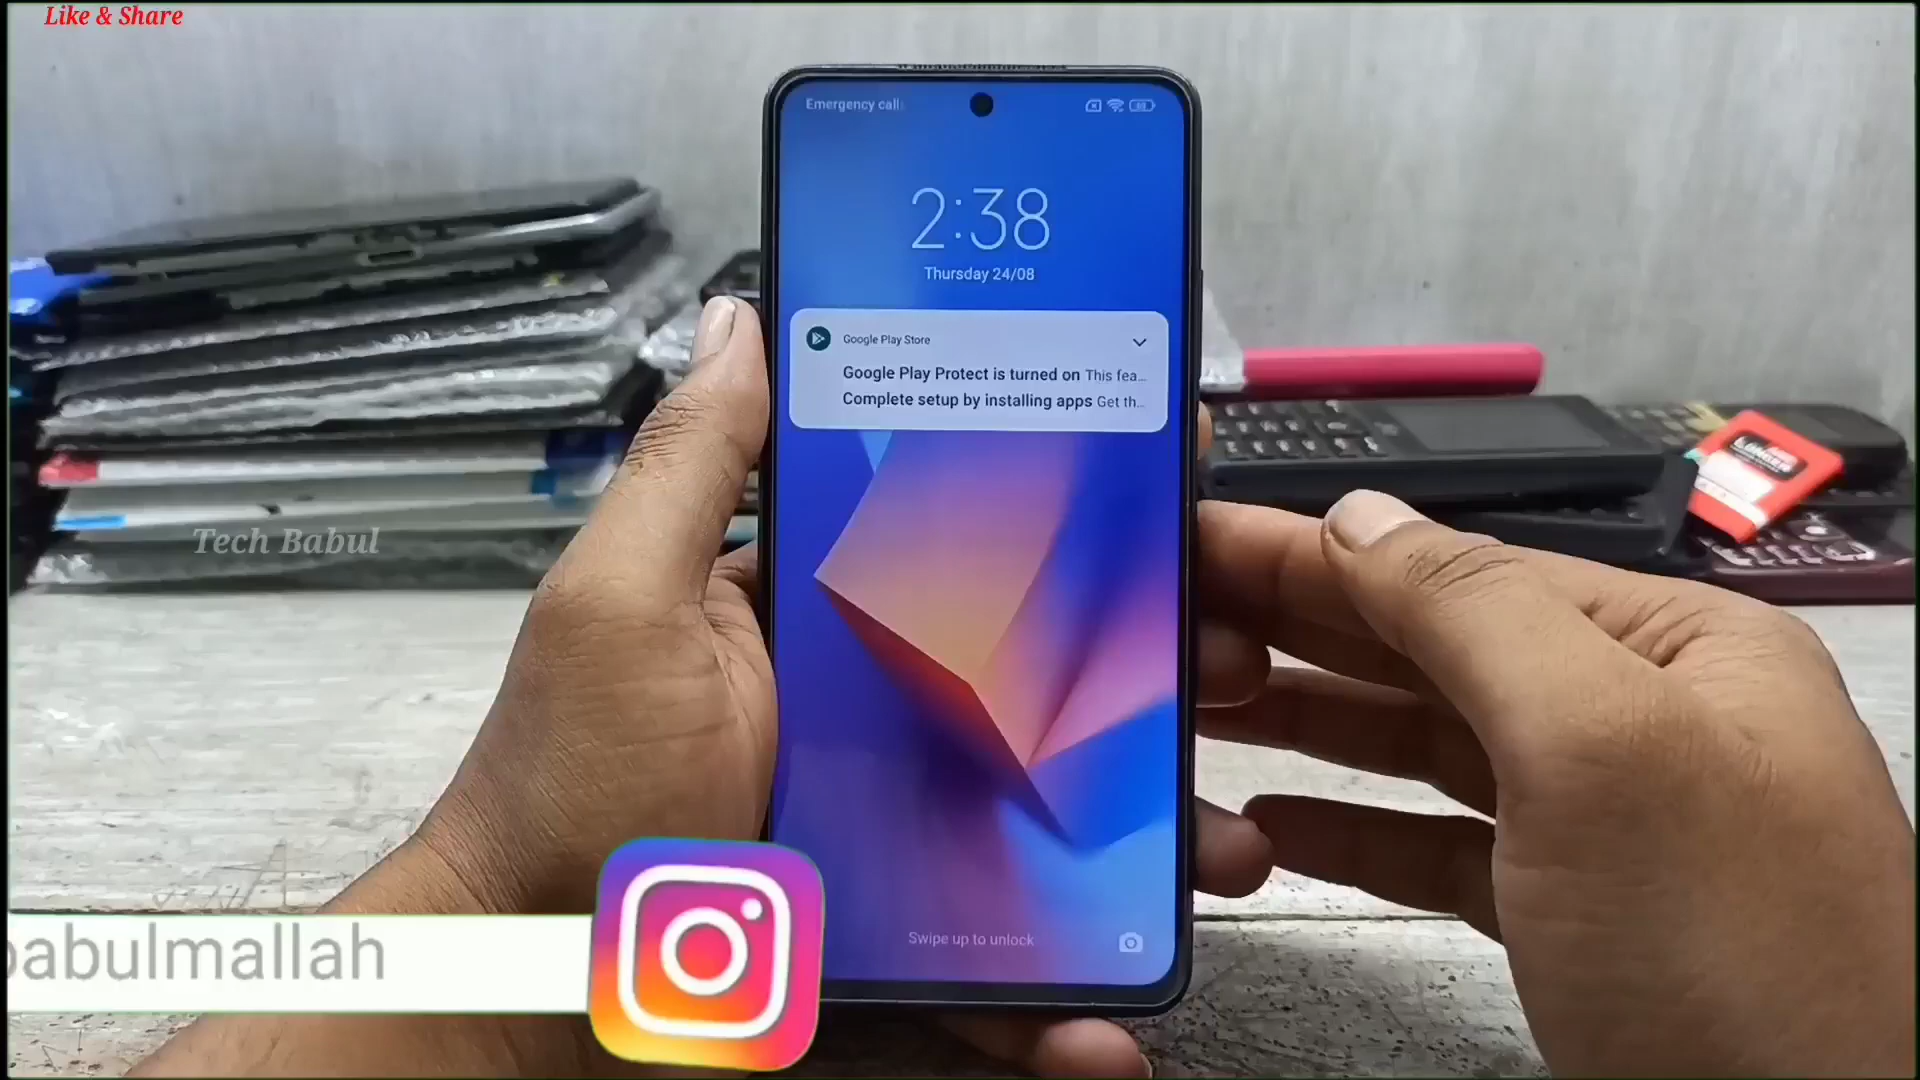 Like & Share
Emergency call
2:38
Thursday 24/08
Google Play Store
Google Play Protect is turned on This fea...
Complete setup by installing apps Get th...
Tech Babul
babulmallah
Swipe up to unlock